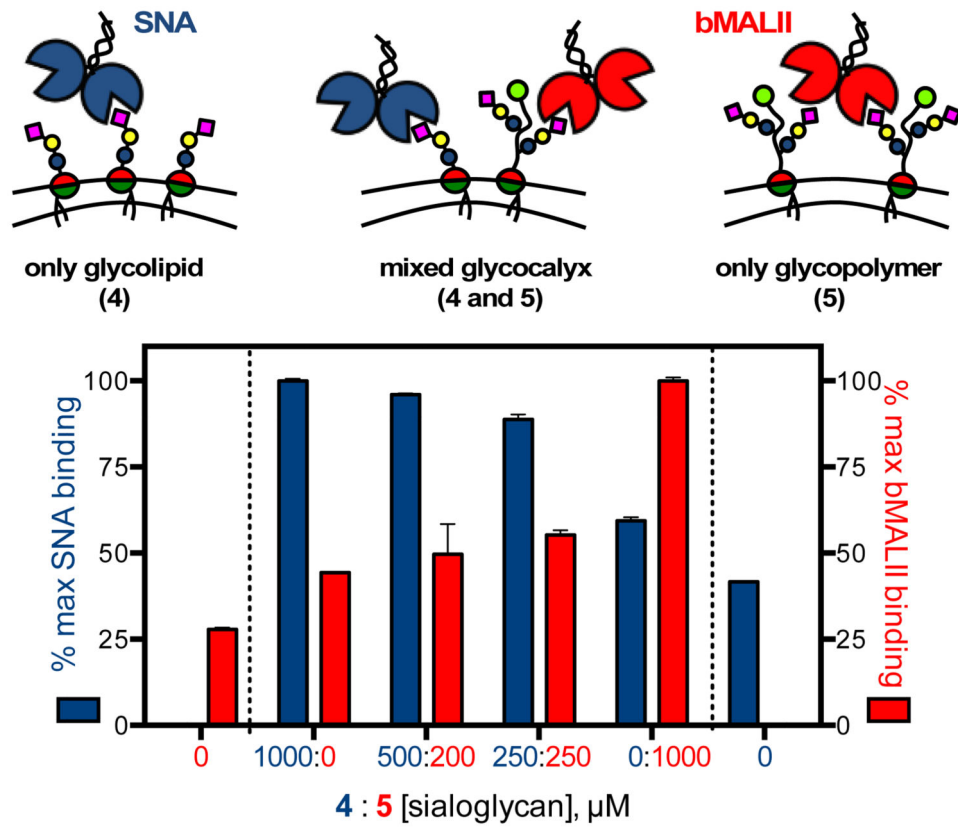 SNA
bMALII
only glycolipid
(4)
mixed glycocalyx
(4 and 5)
only glycopolymer
(5)
% max SNA binding
100
75
50
25
0
100
75
50
25
0
% max bMALII binding
0
1000:0
500:200
250:250
0:1000
0
4 : 5 [sialoglycan], µM